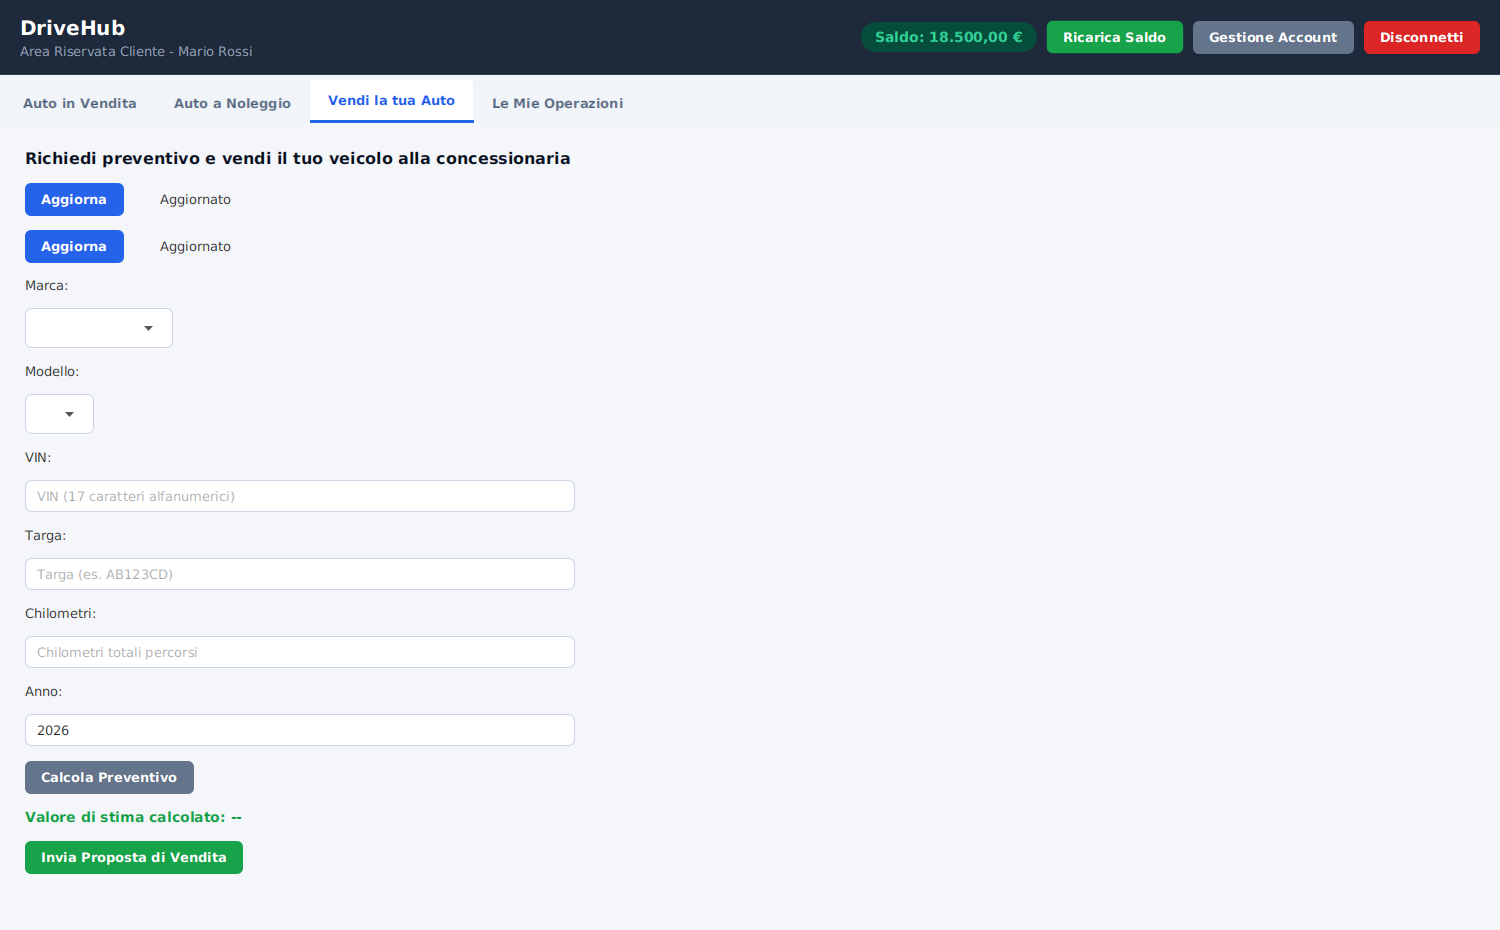 DriveHub
Area Riservata Cliente - Mario Rossi
Saldo: 18.500,00 €
Ricarica Saldo
Gestione Account
Disconnetti
Auto in Vendita
Auto a Noleggio
Vendi la tua Auto
Le Mie Operazioni
Richiedi preventivo e vendi il tuo veicolo alla concessionaria
Aggiorna
Aggiornato
Aggiorna
Aggiornato
Marca:
Modello:
VIN:
VIN (17 caratteri alfanumerici)
Targa:
Targa (es. AB123CD)
Chilometri:
Chilometri totali percorsi
Anno:
2026
Calcola Preventivo
Valore di stima calcolato: --
Invia Proposta di Vendita